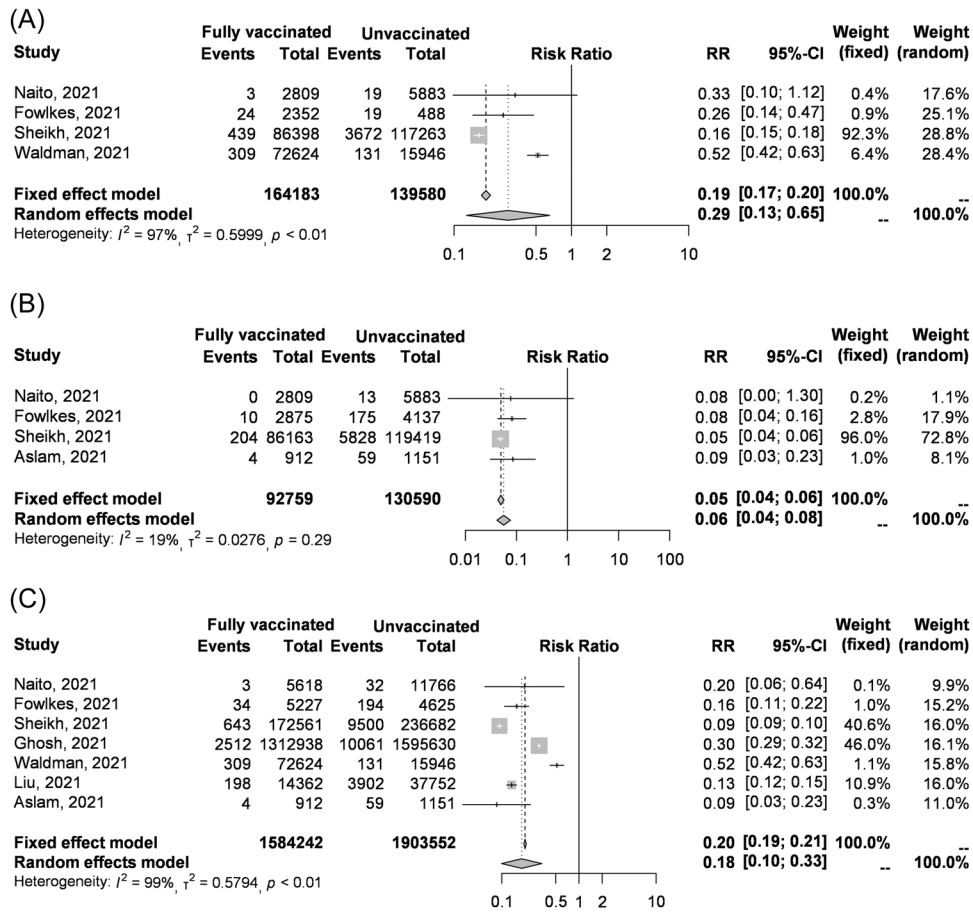 (A)
Fully vaccinated Unvaccinated Weight Weight
Study Events Total Events Total Risk Ratio RR 95%-CI (fixed) (random)
Naito, 2021 3 2809 19 5883 0.33 [0.10; 1.12] 0.4% 17.6%
Fowlkes, 2021 24 2352 19 488 0.26 [0.14; 0.47] 0.9% 25.1%
Sheikh, 2021 439 86398 3672 117263 0.16 [0.15; 0.18] 92.3% 28.8%
Waldman, 2021 309 72624 131 15946 0.52 [0.42; 0.63] 6.4% 28.4%
Fixed effect model 164183 139580 0.19 [0.17; 0.20] 100.0% --
Random effects model 0.29 [0.13; 0.65] -- 100.0%
Heterogeneity: I² = 97%, τ² = 0.5999, p < 0.01
0.1 0.5 1 2 10
(B)
Fully vaccinated Unvaccinated Weight Weight
Study Events Total Events Total Risk Ratio RR 95%-CI (fixed) (random)
Naito, 2021 0 2809 13 5883 0.08 [0.00; 1.30] 0.2% 1.1%
Fowlkes, 2021 10 2875 175 4137 0.08 [0.04; 0.16] 2.8% 17.9%
Sheikh, 2021 204 86163 5828 119419 0.05 [0.04; 0.06] 96.0% 72.8%
Aslam, 2021 4 912 59 1151 0.09 [0.03; 0.23] 1.0% 8.1%
Fixed effect model 92759 130590 0.05 [0.04; 0.06] 100.0% --
Random effects model 0.06 [0.04; 0.08] -- 100.0%
Heterogeneity: I² = 19%, τ² = 0.0276, p = 0.29
0.01 0.1 1 10 100
(C)
Fully vaccinated Unvaccinated Weight Weight
Study Events Total Events Total Risk Ratio RR 95%-CI (fixed) (random)
Naito, 2021 3 5618 32 11766 0.20 [0.06; 0.64] 0.1% 9.9%
Fowlkes, 2021 34 5227 194 4625 0.16 [0.11; 0.22] 1.0% 15.2%
Sheikh, 2021 643 172561 9500 236682 0.09 [0.09; 0.10] 40.6% 16.0%
Ghosh, 2021 2512 1312938 10061 1595630 0.30 [0.29; 0.32] 46.0% 16.1%
Waldman, 2021 309 72624 131 15946 0.52 [0.42; 0.63] 1.1% 15.8%
Liu, 2021 198 14362 3902 37752 0.13 [0.12; 0.15] 10.9% 16.0%
Aslam, 2021 4 912 59 1151 0.09 [0.03; 0.23] 0.3% 11.0%
Fixed effect model 1584242 1903552 0.20 [0.19; 0.21] 100.0% --
Random effects model 0.18 [0.10; 0.33] -- 100.0%
Heterogeneity: I² = 99%, τ² = 0.5794, p < 0.01
0.1 0.5 1 2 10